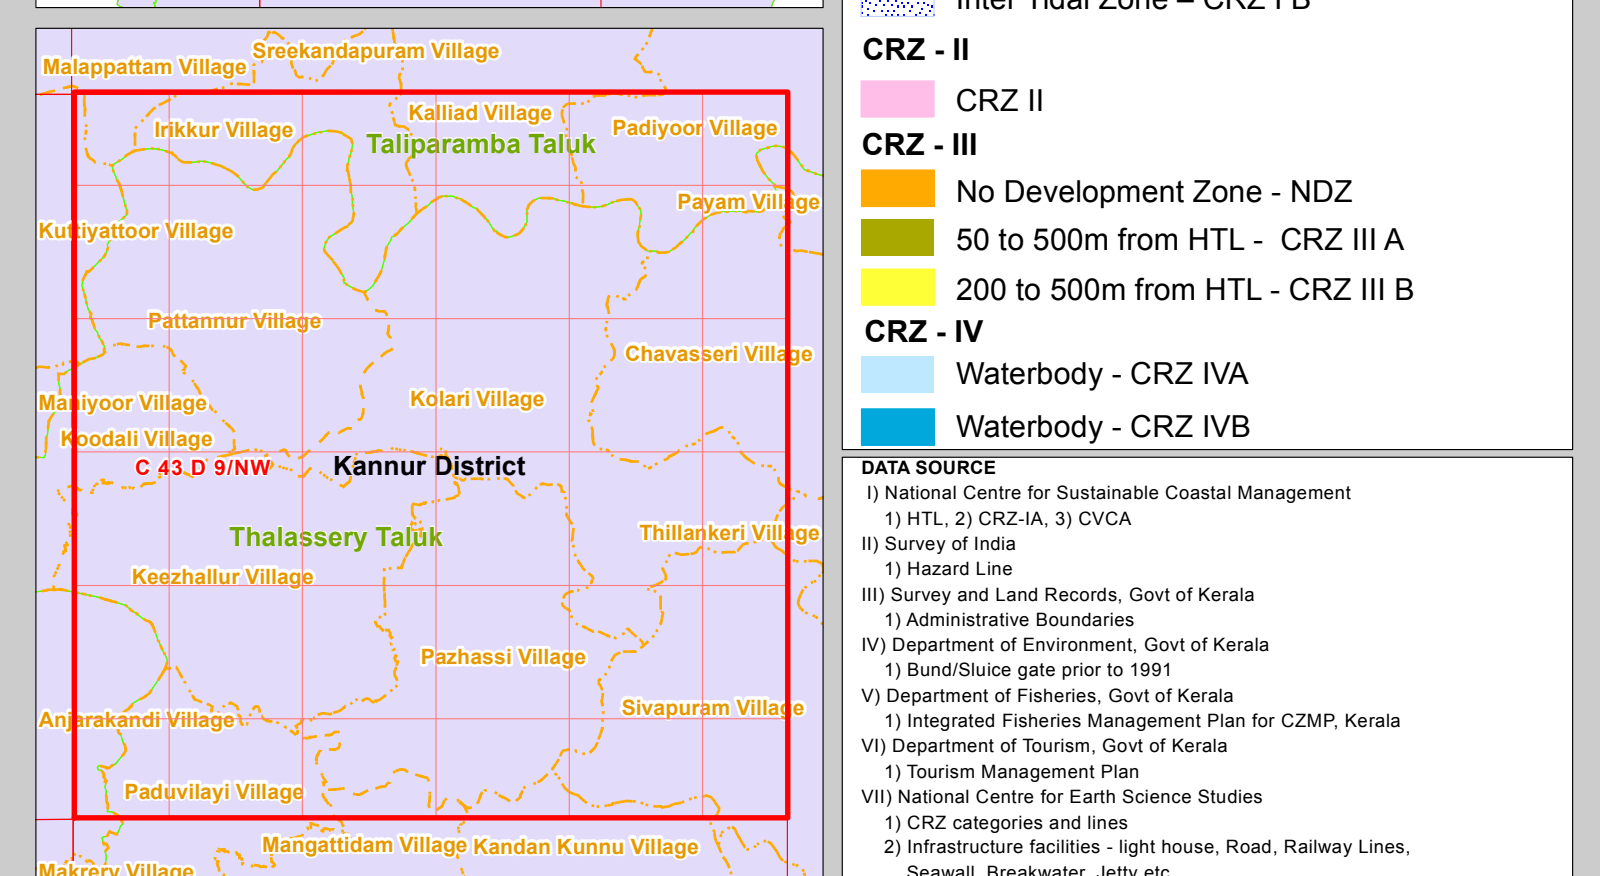 Sreekandapuram Village
Malappattam Village
Kalliad Village
Irikkur Village
Padiyoor Village
Taliparamba Taluk
Payam Village
Kuttiyattoor Village
Pattannur Village
Chavasseri Village
Maniyoor Village
Kolari Village
Koodali Village
C 43 D 9/NW
Kannur District
Thalassery Taluk
Thillankeri Village
Keezhallur Village
Pazhassi Village
Sivapuram Village
Anjarakandi Village
Paduvilayi Village
Mangattidam Village
Kandan Kunnu Village
Makrery Village
Inter Tidal Zone – CRZ I B
CRZ - II
CRZ II
CRZ - III
No Development Zone - NDZ
50 to 500m from HTL - CRZ III A
200 to 500m from HTL - CRZ III B
CRZ - IV
Waterbody - CRZ IVA
Waterbody - CRZ IVB
DATA SOURCE
I) National Centre for Sustainable Coastal Management
1) HTL, 2) CRZ-IA, 3) CVCA
II) Survey of India
1) Hazard Line
III) Survey and Land Records, Govt of Kerala
1) Administrative Boundaries
IV) Department of Environment, Govt of Kerala
1) Bund/Sluice gate prior to 1991
V) Department of Fisheries, Govt of Kerala
1) Integrated Fisheries Management Plan for CZMP, Kerala
VI) Department of Tourism, Govt of Kerala
1) Tourism Management Plan
VII) National Centre for Earth Science Studies
1) CRZ categories and lines
2) Infrastructure facilities - light house, Road, Railway Lines,
Seawall, Breakwater, Jetty etc